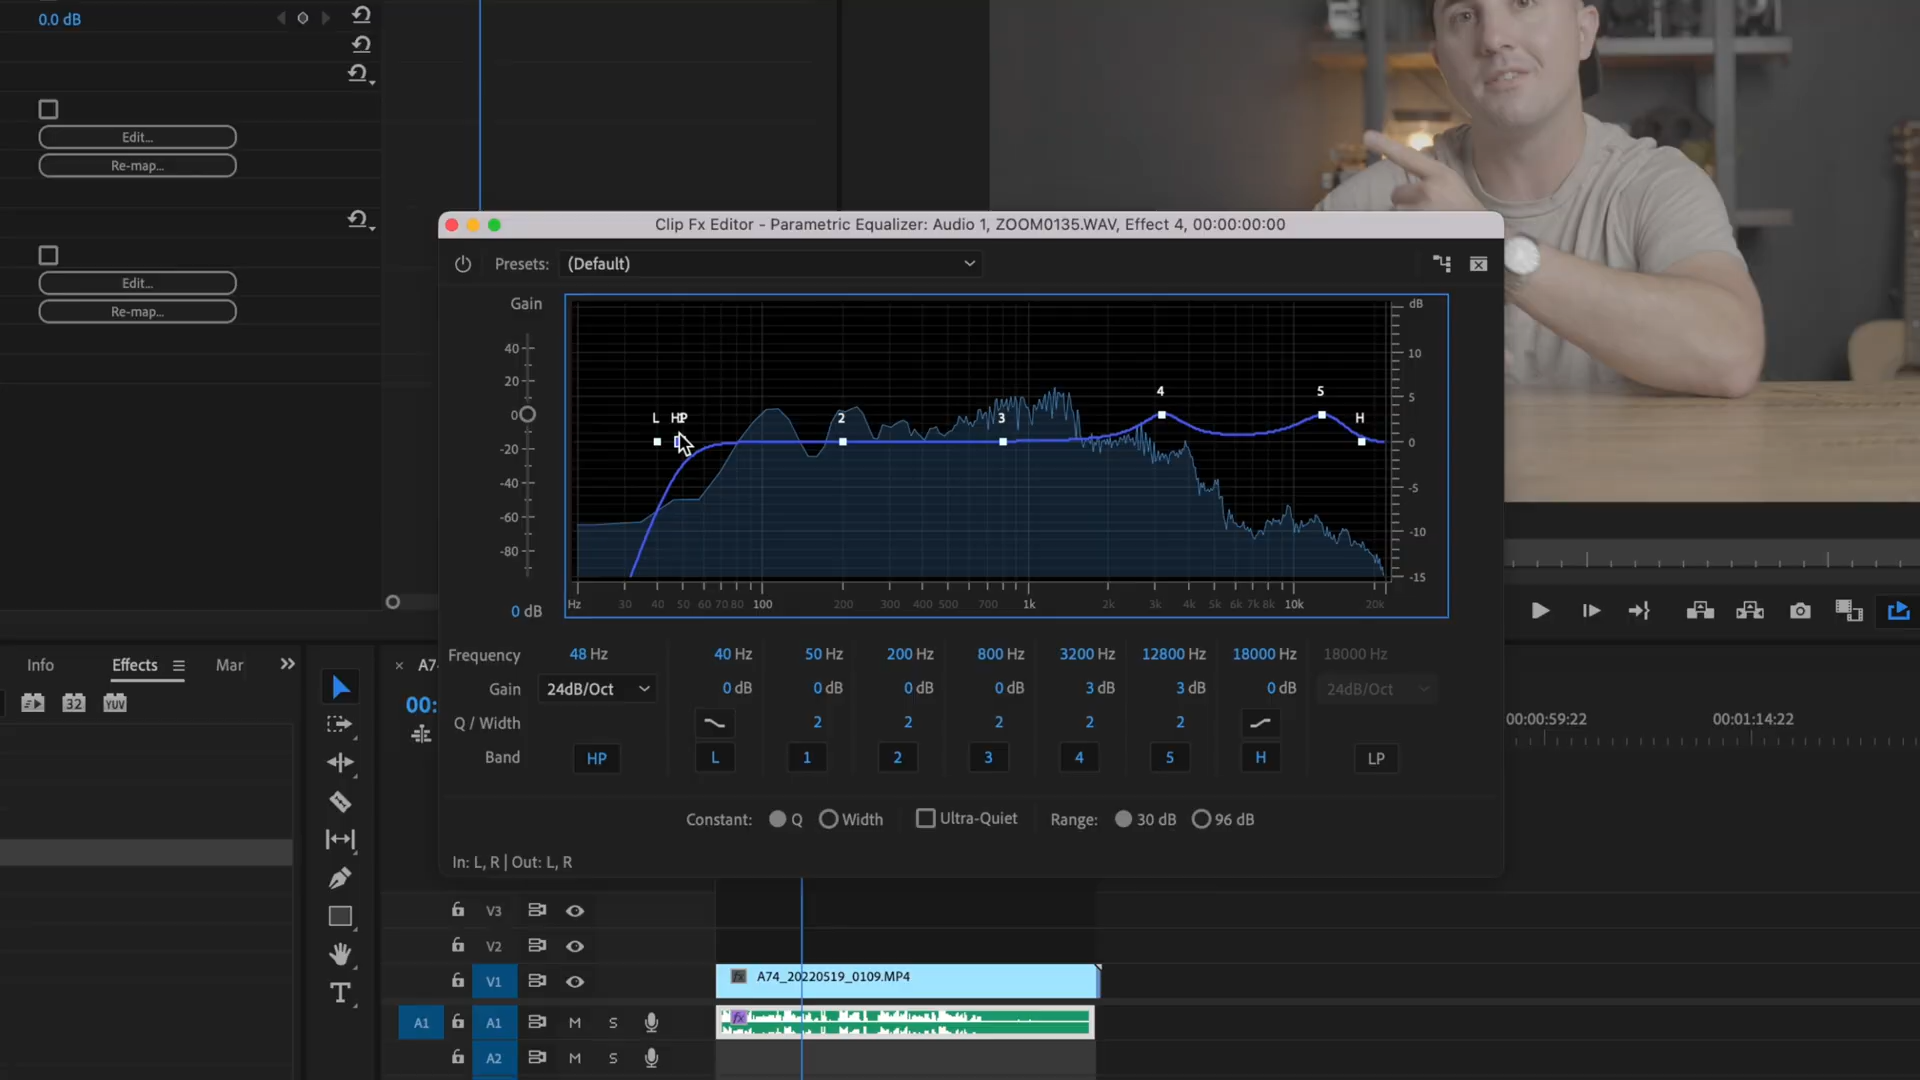 0.0 dB
Edit...
Re-map...
Edit...
Re-map...
Clip Fx Editor - Parametric Equalizer: Audio 1, ZOOM0135.WAV, Effect 4, 00:00:00:00
Presets: (Default)
Gain
dB
40
20
0
-20
-40
-60
-80
0 dB
10
5
0
-5
-10
-15
L
2
3
4
5
H
Hz 30 40 50 60 70 80 100 200 300 400 500 700 1k 2k 3k 4k 5k 6k 7k 8k 10k 20k
Frequency 48 Hz 40 Hz 50 Hz 200 Hz 800 Hz 3200 Hz 12800 Hz 18000 Hz 18000 Hz
Gain 24dB/Oct 0 dB 0 dB 0 dB 0 dB 3 dB 3 dB 0 dB 24dB/Oct
Q / Width 2 2 2 2 2
Band HP L 1 2 3 4 5 H LP
Constant: Q Width Ultra-Quiet Range: 30 dB 96 dB
In: L, R | Out: L, R
Info Effects Mar
32 YUV
A7
00:
00:00:59:22 00:01:14:22
V3
V2
V1
fx A74_20220519_0109.MP4
A1 A1 M S
fx
A2 M S
T